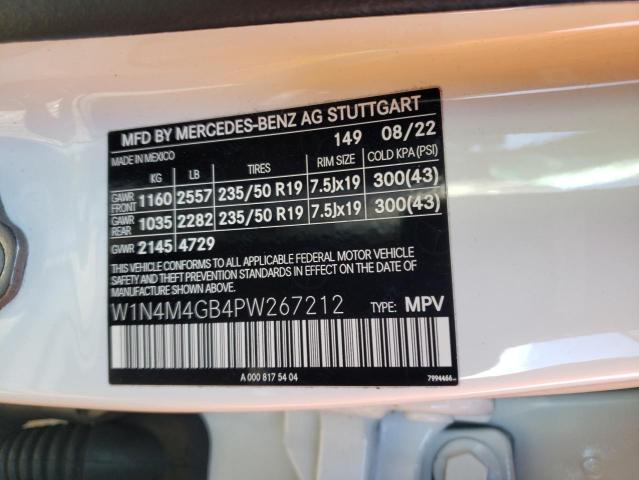 MFD BY MERCEDES-BENZ AG STUTTGART
149 08/22
MADE IN MEXICO
KG LB TIRES RIM SIZE COLD KPA (PSI)
GAWR FRONT 1160 2557 235/50 R19 7.5Jx19 300(43)
GAWR REAR 1035 2282 235/50 R19 7.5Jx19 300(43)
GVWR 2145 4729
THIS VEHICLE CONFORMS TO ALL APPLICABLE FEDERAL MOTOR VEHICLE
SAFETY AND THEFT PREVENTION STANDARDS IN EFFECT ON THE DATE OF
MANUFACTURE SHOWN ABOVE.
W1N4M4GB4PW267212 TYPE: MPV
A 000 817 54 04 7994466